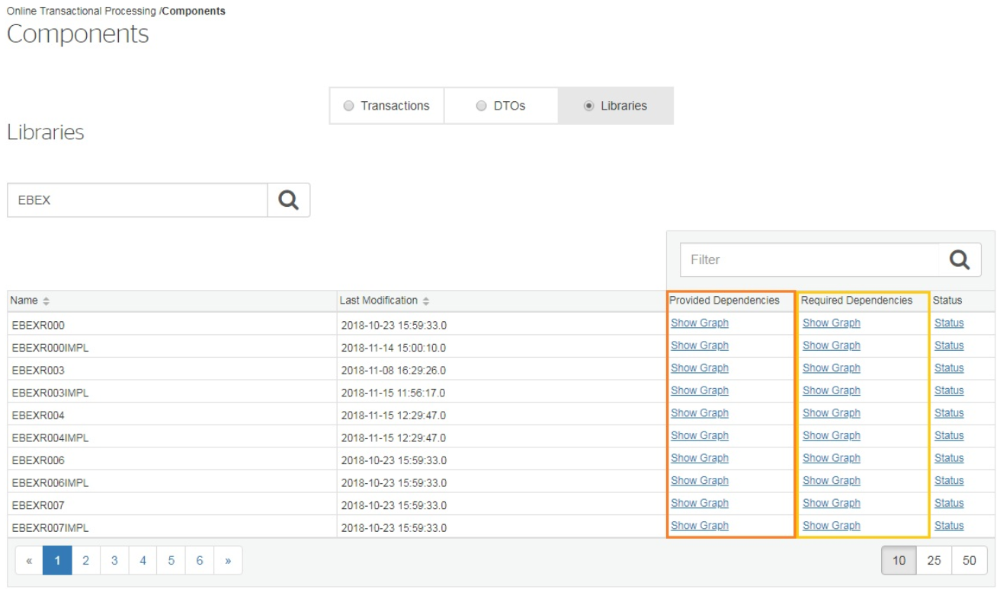 Online Transactional Processing /Components
Components
Transactions DTOs Libraries
Libraries
EBEX
Filter
Name Last Modification Provided Dependencies Required Dependencies Status
EBEXR000 2018-10-23 15:59:33.0 Show Graph Show Graph Status
EBEXR000IMPL 2018-11-14 15:00:10.0 Show Graph Show Graph Status
EBEXR003 2018-11-08 16:29:26.0 Show Graph Show Graph Status
EBEXR003IMPL 2018-11-15 11:56:17.0 Show Graph Show Graph Status
EBEXR004 2018-11-15 12:29:47.0 Show Graph Show Graph Status
EBEXR004IMPL 2018-11-15 12:29:47.0 Show Graph Show Graph Status
EBEXR006 2018-10-23 15:59:33.0 Show Graph Show Graph Status
EBEXR006IMPL 2018-10-23 15:59:33.0 Show Graph Show Graph Status
EBEXR007 2018-10-23 15:59:33.0 Show Graph Show Graph Status
EBEXR007IMPL 2018-10-23 15:59:33.0 Show Graph Show Graph Status
« 1 2 3 4 5 6 » 10 25 50